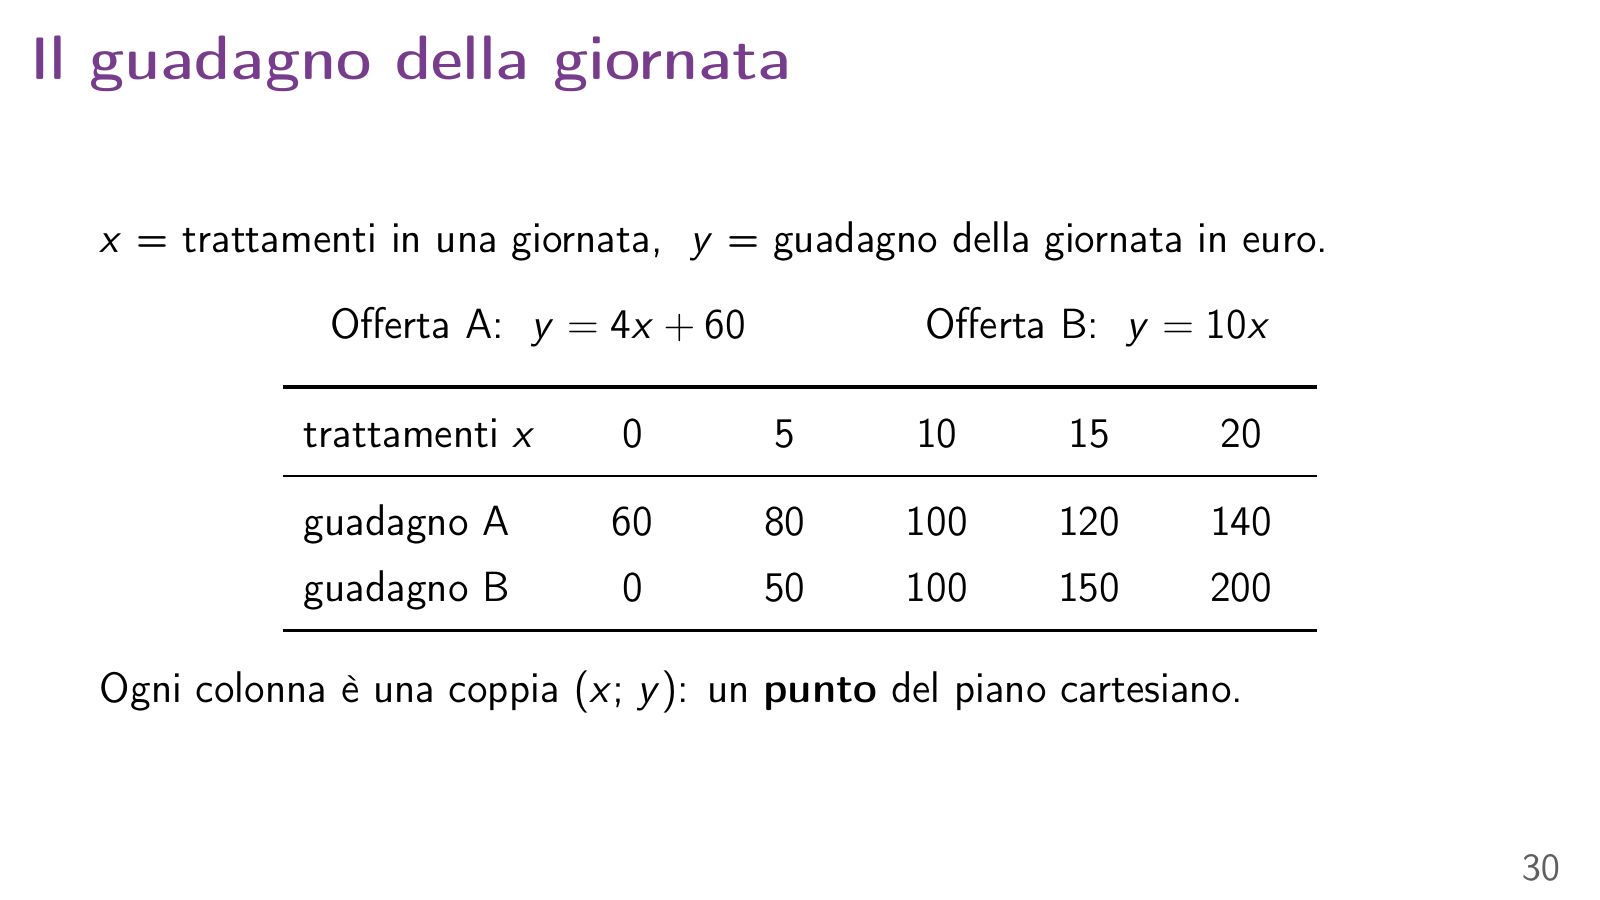 Il guadagno della giornata
x = trattamenti in una giornata, y = guadagno della giornata in euro.
Offerta A: y = 4x + 60 Offerta B: y = 10x
trattamenti x 0 5 10 15 20
guadagno A 60 80 100 120 140
guadagno B 0 50 100 150 200
Ogni colonna è una coppia (x; y): un punto del piano cartesiano.
30